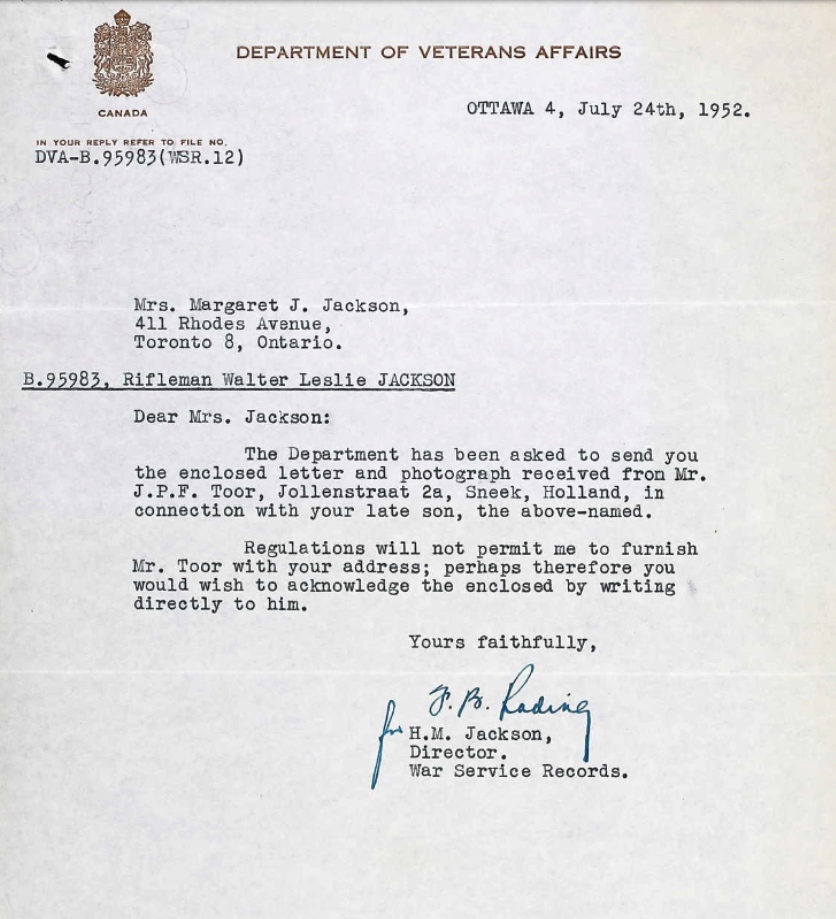 DEPARTMENT OF VETERANS AFFAIRS
CANADA
OTTAWA 4, July 24th, 1952.
IN YOUR REPLY REFER TO FILE NO.
DVA-B.95983(WSR.12)
Mrs. Margaret J. Jackson,
411 Rhodes Avenue,
Toronto 8, Ontario.
B.95983, Rifleman Walter Leslie JACKSON
Dear Mrs. Jackson:
The Department has been asked to send you
the enclosed letter and photograph received from Mr.
J.P.F. Toor, Jollenstraat 2a, Sneek, Holland, in
connection with your late son, the above-named.
Regulations will not permit me to furnish
Mr. Toor with your address; perhaps therefore you
would wish to acknowledge the enclosed by writing
directly to him.
Yours faithfully,
for H.M. Jackson,
Director.
War Service Records.